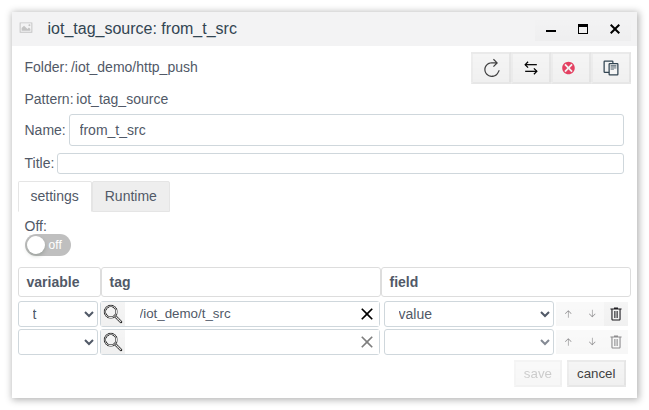 iot_tag_source: from_t_src
Folder: /iot_demo/http_push
Pattern: iot_tag_source
Name: from_t_src
Title:
settings Runtime
Off:
off
variable tag field
t /iot_demo/t_src value
save cancel